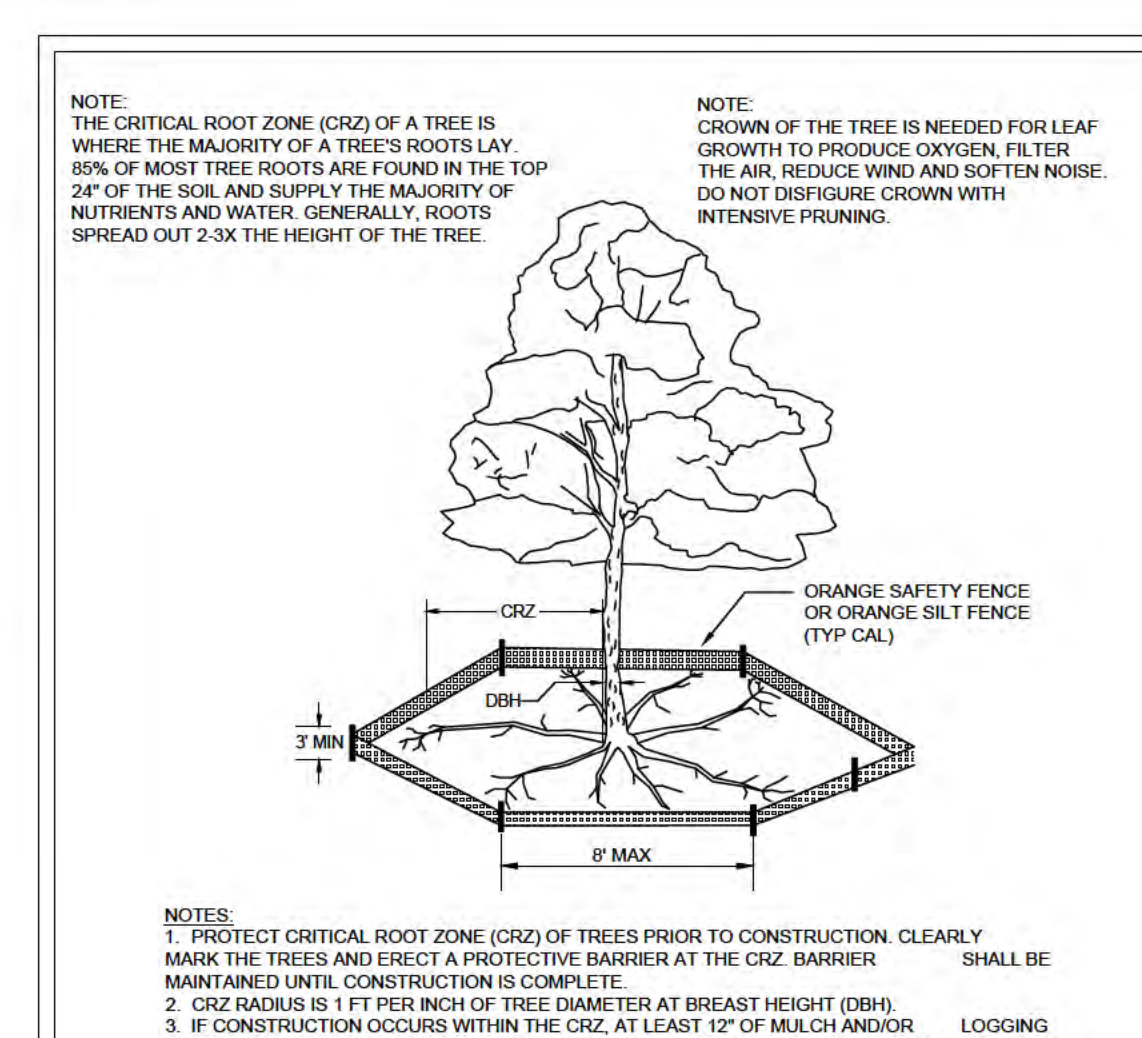 NOTE:
THE CRITICAL ROOT ZONE (CRZ) OF A TREE IS
WHERE THE MAJORITY OF A TREE'S ROOTS LAY.
85% OF MOST TREE ROOTS ARE FOUND IN THE TOP
24" OF THE SOIL AND SUPPLY THE MAJORITY OF
NUTRIENTS AND WATER. GENERALLY, ROOTS
SPREAD OUT 2-3X THE HEIGHT OF THE TREE.
NOTE:
CROWN OF THE TREE IS NEEDED FOR LEAF
GROWTH TO PRODUCE OXYGEN, FILTER
THE AIR, REDUCE WIND AND SOFTEN NOISE.
DO NOT DISFIGURE CROWN WITH
INTENSIVE PRUNING.
ORANGE SAFETY FENCE
OR ORANGE SILT FENCE
(TYP CAL)
CRZ
DBH
3' MIN
8' MAX
NOTES:
1. PROTECT CRITICAL ROOT ZONE (CRZ) OF TREES PRIOR TO CONSTRUCTION. CLEARLY
MARK THE TREES AND ERECT A PROTECTIVE BARRIER AT THE CRZ. BARRIER SHALL BE
MAINTAINED UNTIL CONSTRUCTION IS COMPLETE.
2. CRZ RADIUS IS 1 FT PER INCH OF TREE DIAMETER AT BREAST HEIGHT (DBH).
3. IF CONSTRUCTION OCCURS WITHIN THE CRZ, AT LEAST 12" OF MULCH AND/OR LOGGING